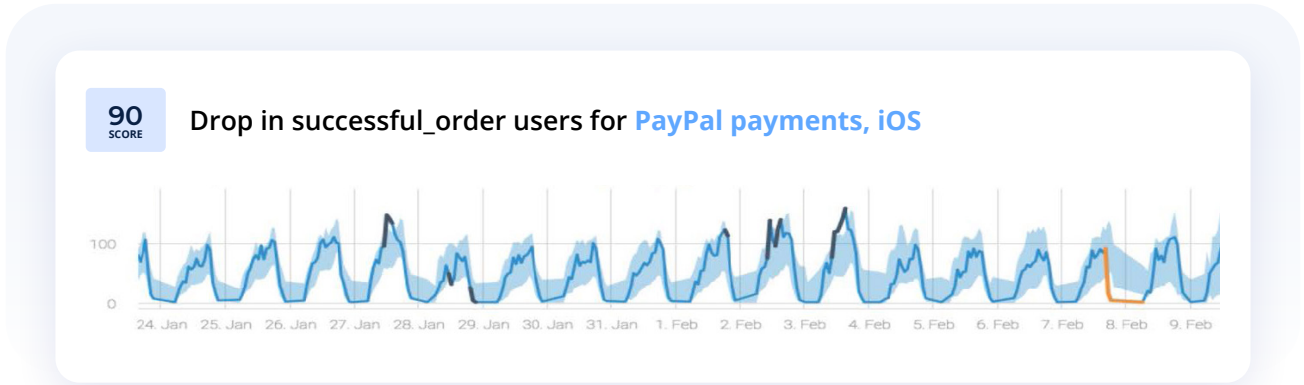 90
SCORE
Drop in successful_order users for PayPal payments, iOS
100
0
24. Jan 25. Jan 26. Jan 27. Jan 28. Jan 29. Jan 30. Jan 31. Jan 1. Feb 2. Feb 3. Feb 4. Feb 5. Feb 6. Feb 7. Feb 8. Feb 9. Feb